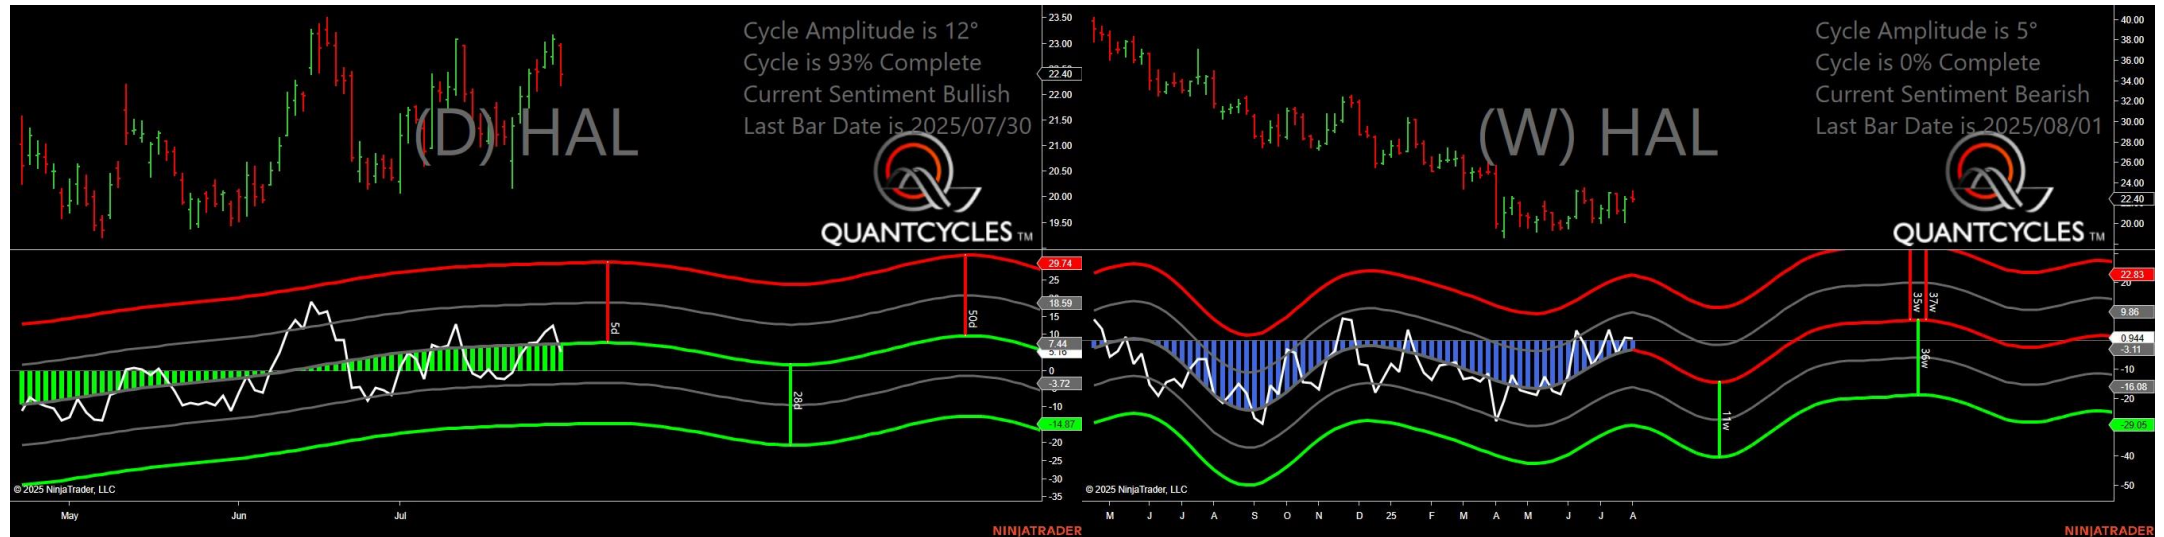 Cycle Amplitude is 12°
Cycle is 93% Complete
Current Sentiment Bullish
Last Bar Date is 2025/07/30
(D) HAL
QUANTCYCLES TM
23.50
23.00
22.40
22.00
21.50
21.00
20.50
20.00
19.50
29.74
25
18.59
15
10
7.44
5.16
0
-3.72
-10
-14.87
-20
-25
-30
-35
5d
28d
50d
© 2025 NinjaTrader, LLC
May Jun Jul
NINJATRADER
Cycle Amplitude is 5°
Cycle is 0% Complete
Current Sentiment Bearish
Last Bar Date is 2025/08/01
(W) HAL
QUANTCYCLES TM
40.00
38.00
36.00
34.00
32.00
30.00
28.00
26.00
24.00
22.40
20.00
22.83
20
9.86
0.944
-3.11
-10
-16.08
-20
-29.05
-40
-50
11w
35w
36w
37w
© 2025 NinjaTrader, LLC
M J J A S O N D 25 F M A M J J A
NINJATRADER